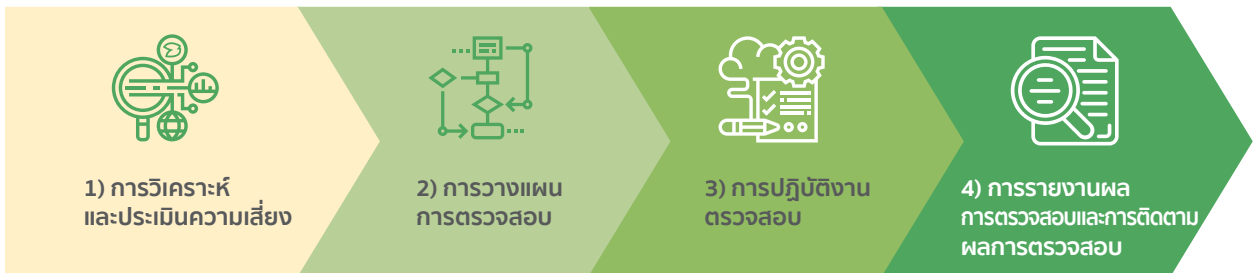 1) การวิเคราะห์
และประเมินความเสี่ยง
2) การวางแผน
การตรวจสอบ
3) การปฏิบัติงาน
ตรวจสอบ
4) การรายงานผล
การตรวจสอบและการติดตาม
ผลการตรวจสอบ